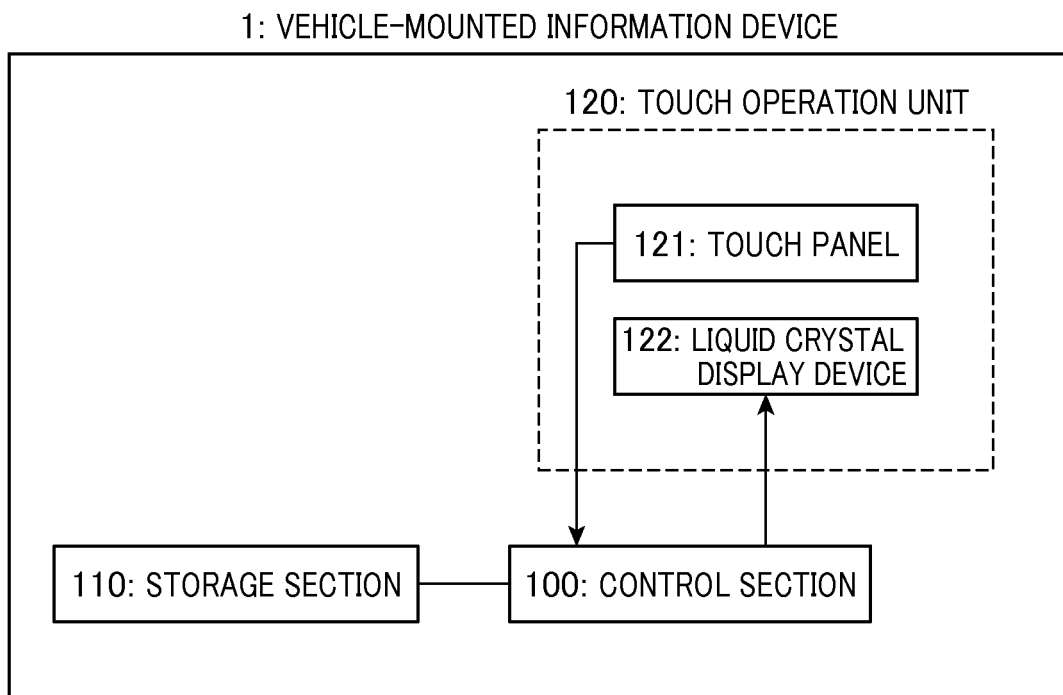 1: VEHICLE-MOUNTED INFORMATION DEVICE
120: TOUCH OPERATION UNIT
121: TOUCH PANEL
122: LIQUID CRYSTAL
DISPLAY DEVICE
110: STORAGE SECTION
100: CONTROL SECTION